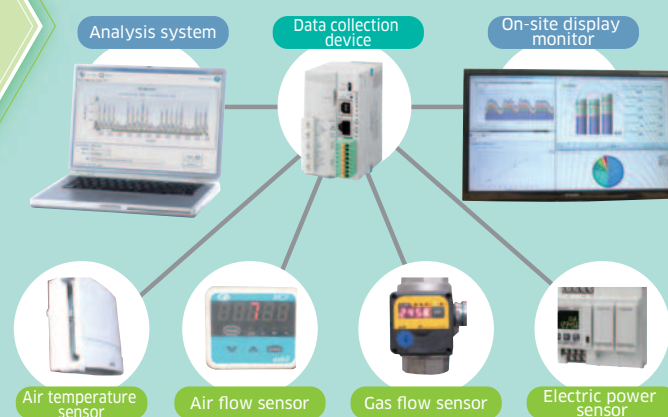 Analysis system
Data collection
device
On-site display
monitor
Air temperature
sensor
Air flow sensor
Gas flow sensor
Electric power
sensor